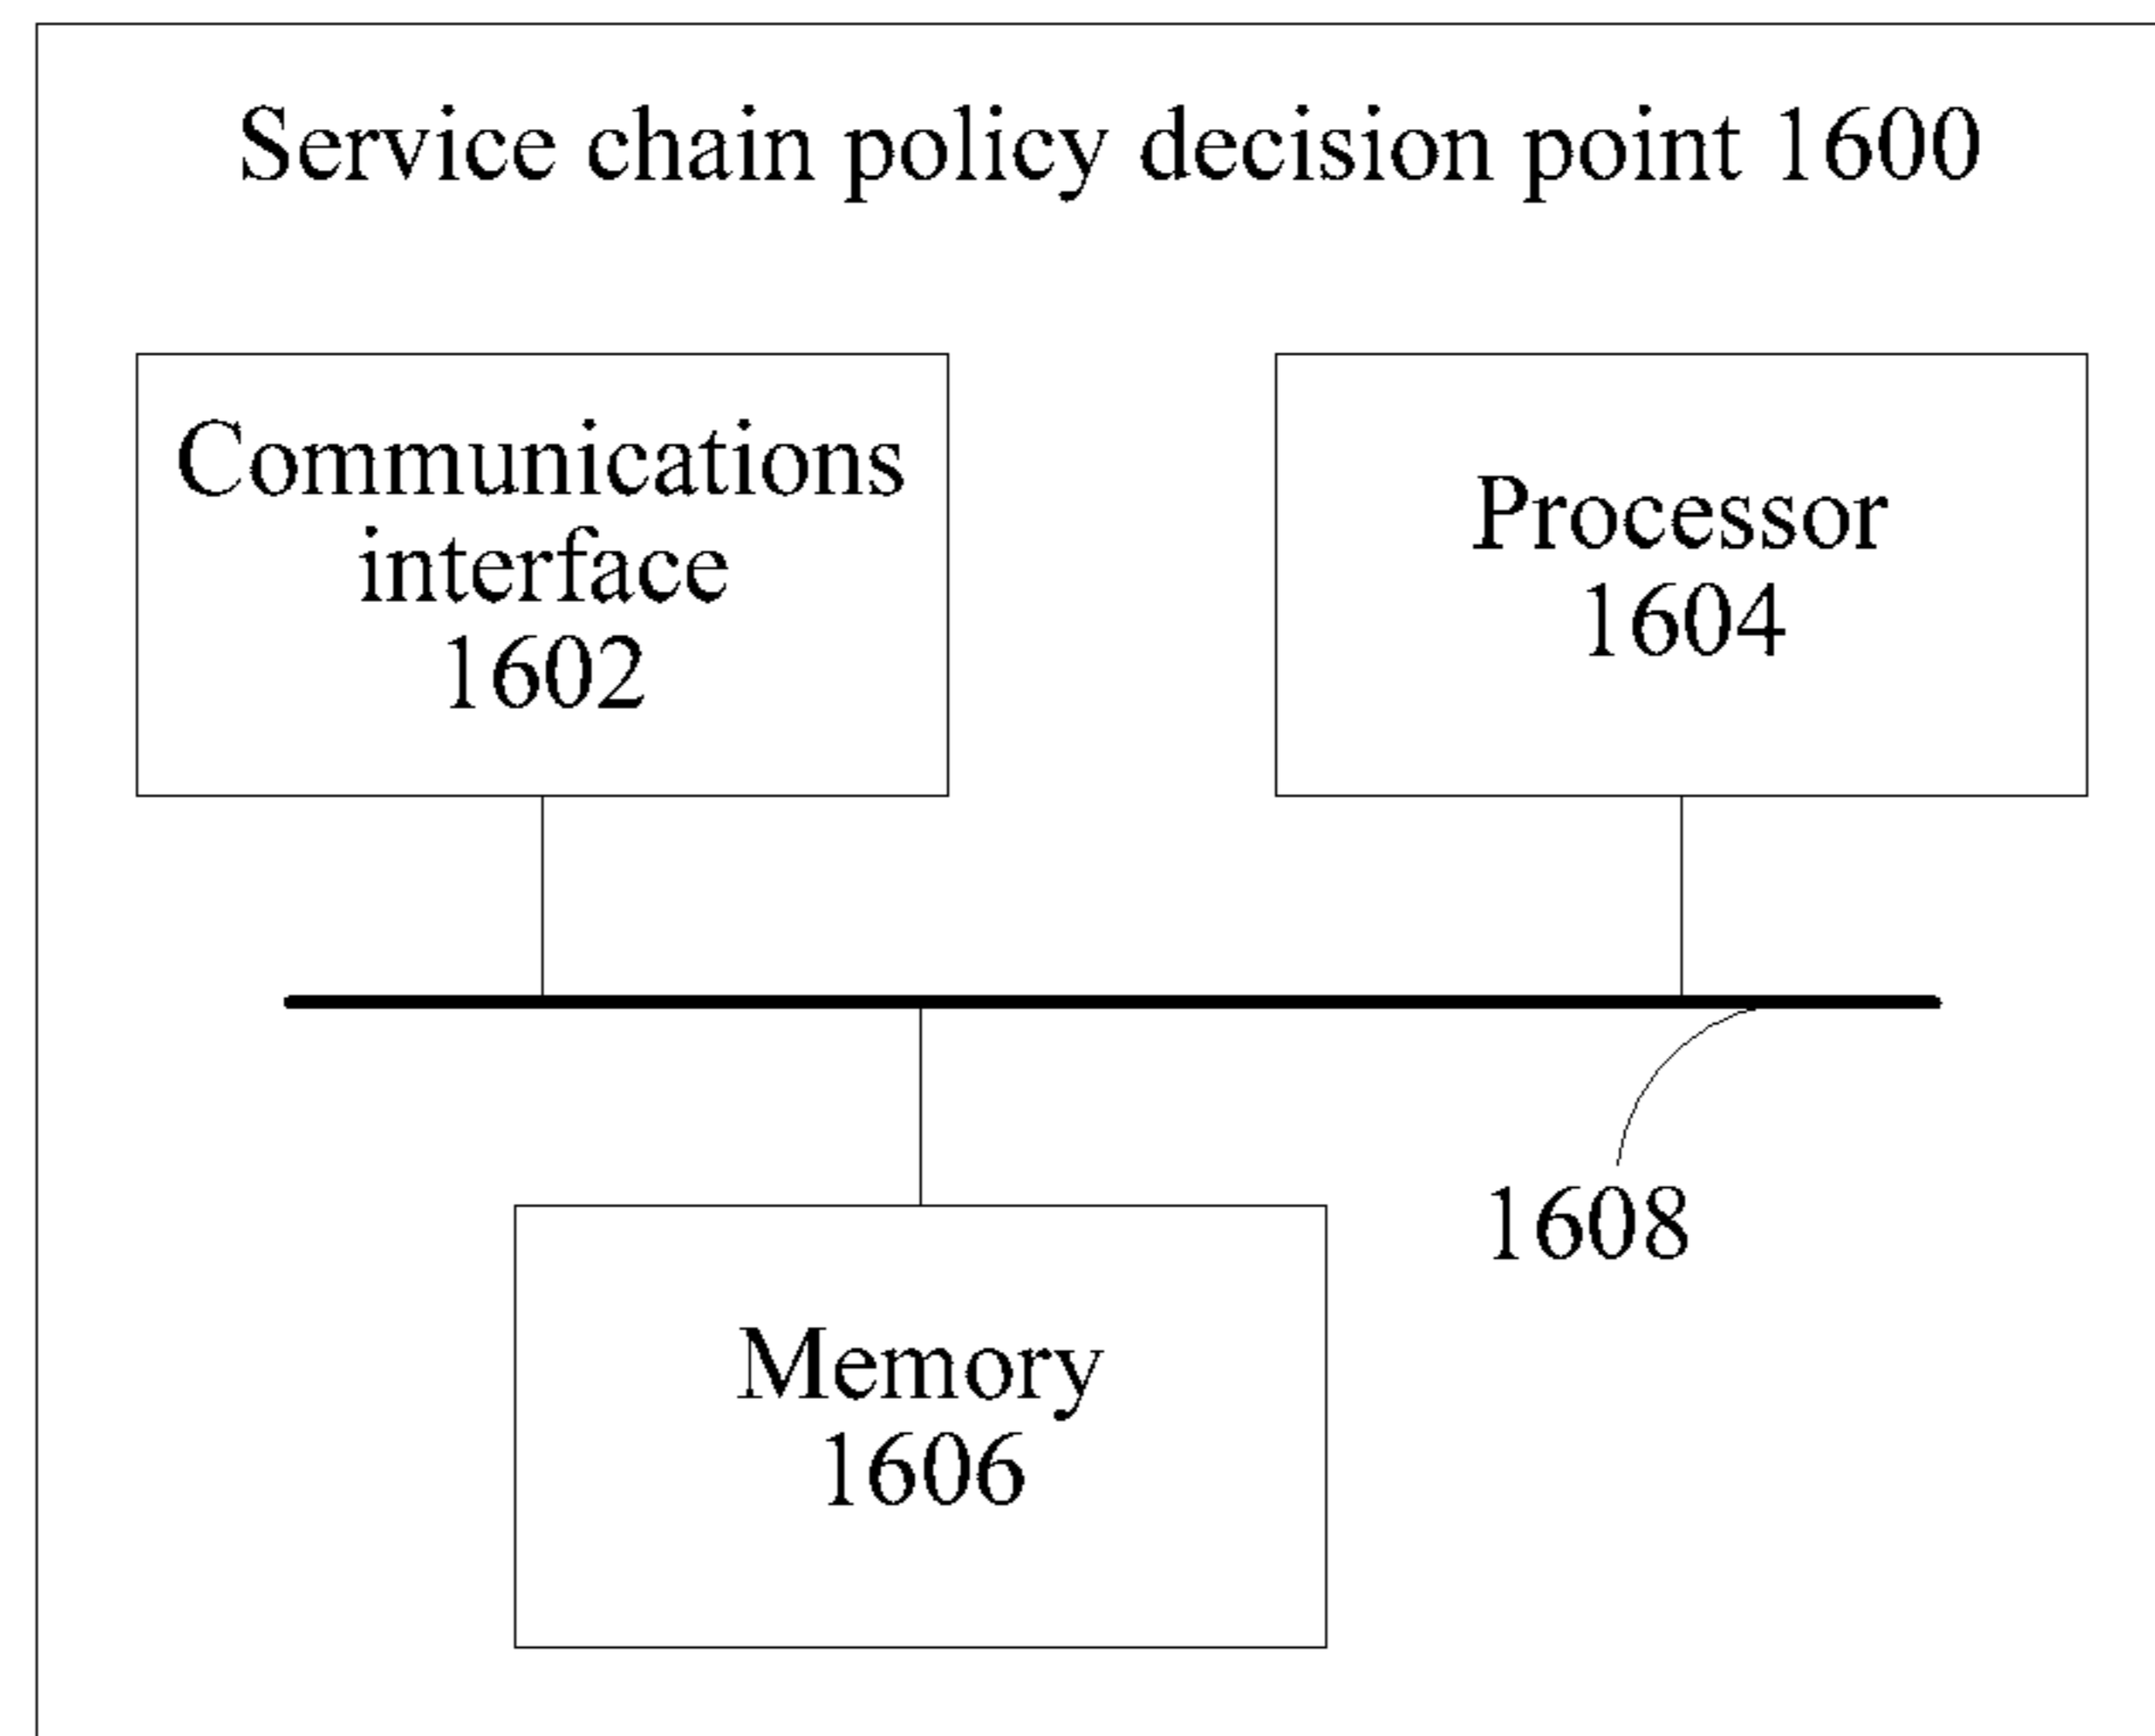 Service chain policy decision point 1600
Communications
interface
1602
Processor
1604
1608
Memory
1606